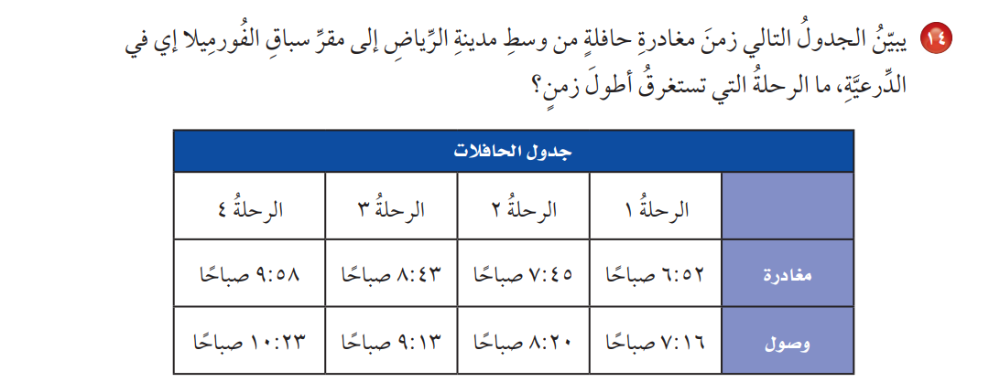 ١٤ يبيّنُ الجدولُ التالي زمنَ مغادرةِ حافلةٍ من وسطِ مدينةِ الرِّياضِ إلى مقرِّ سباقِ الفُورمِيلا إي في
الدِّرعيَّةِ، ما الرحلةُ التي تستغرقُ أطولَ زمنٍ؟
جدول الحافلات
الرحلةُ ١ الرحلةُ ٢ الرحلةُ ٣ الرحلةُ ٤
مغادرة ٦:٥٢ صباحًا ٧:٤٥ صباحًا ٨:٤٣ صباحًا ٩:٥٨ صباحًا
وصول ٧:١٦ صباحًا ٨:٢٠ صباحًا ٩:١٣ صباحًا ١٠:٢٣ صباحًا